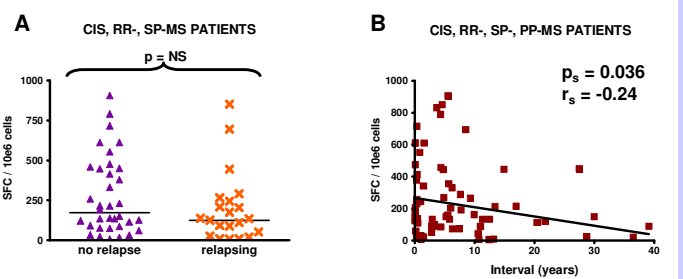 A
CIS, RR-, SP-MS PATIENTS
p = NS
1000
750
500
250
0
SFC / 10e6 cells
no relapse
relapsing
B
CIS, RR-, SP-, PP-MS PATIENTS
pₛ = 0.036
rₛ = -0.24
1000
800
600
400
200
0
SFC / 10e6 cells
0 10 20 30 40
Interval (years)